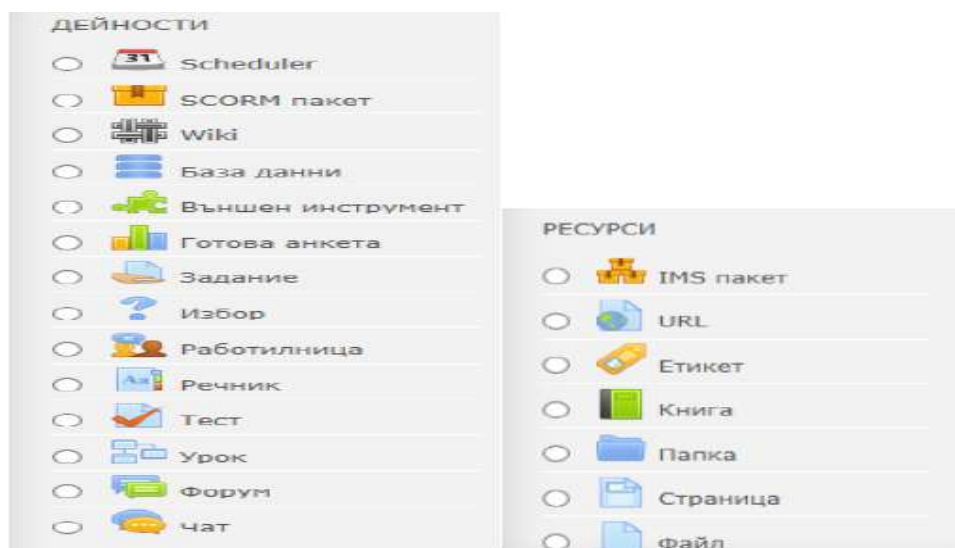 ДЕЙНОСТИ
31
Scheduler
SCORM пакет
Wiki
База данни
Външен инструмент
Готова анкета
Задание
Избор
Работилница
Aa
Речник
Тест
Урок
Форум
Чат
РЕСУРСИ
IMS пакет
URL
Етикет
Книга
Папка
Страница
Файл